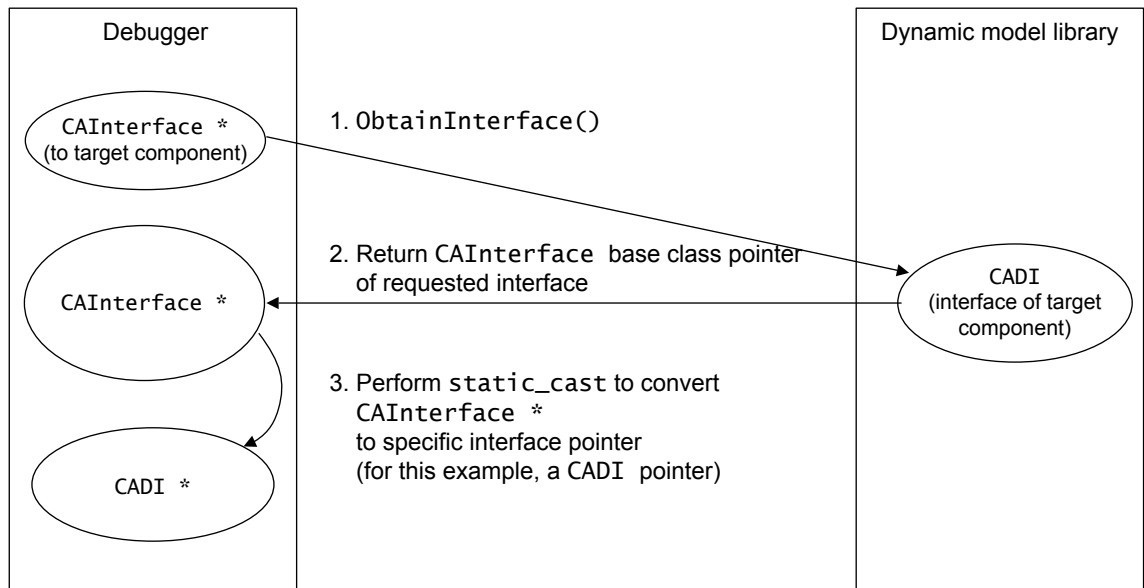 Debugger
Dynamic model library
CAInterface *
(to target component)
1. ObtainInterface()
2. Return CAInterface base class pointer
of requested interface
CAInterface *
CADI
(interface of target
component)
3. Perform static_cast to convert
CAInterface *
to specific interface pointer
(for this example, a CADI pointer)
CADI *